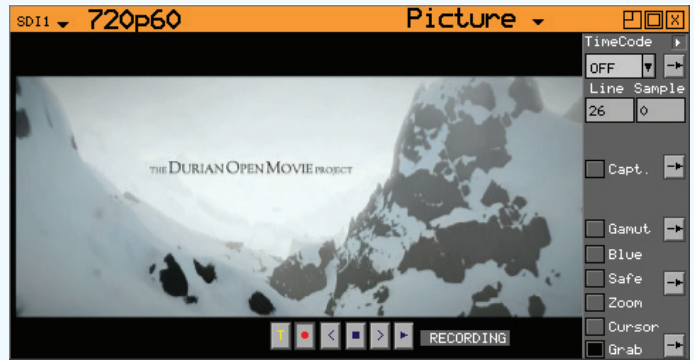 SDI1 720p60 Picture
TimeCode
OFF
Line Sample
26 0
THE DURIAN OPEN MOVIE PROJECT
Capt.
Gamut
Blue
Safe
Zoom
Cursor
Grab
T
RECORDING